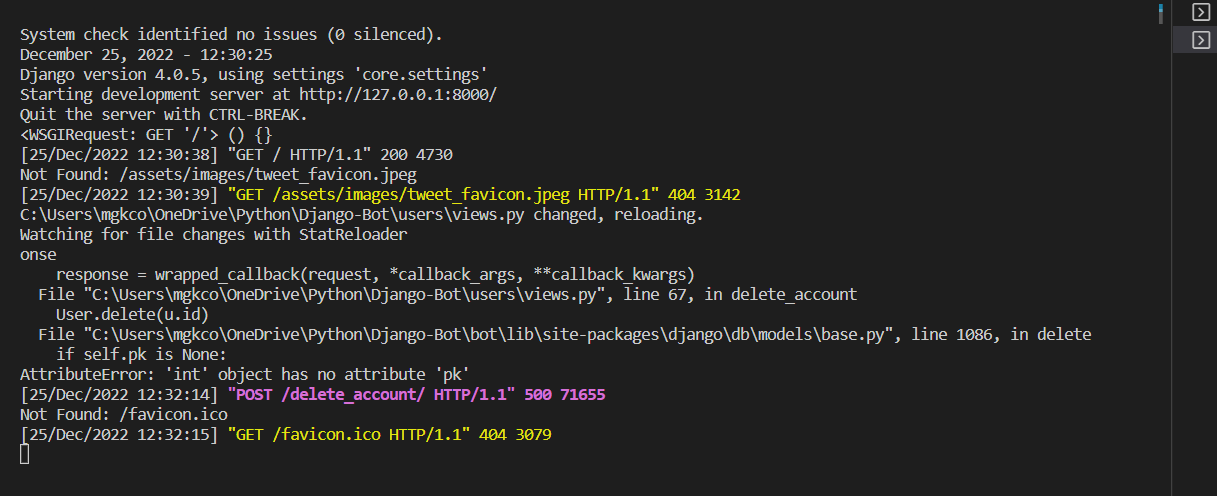 System check identified no issues (0 silenced).
December 25, 2022 - 12:30:25
Django version 4.0.5, using settings 'core.settings'
Starting development server at http://127.0.0.1:8000/
Quit the server with CTRL-BREAK.
<WSGIRequest: GET '/'> () {}
[25/Dec/2022 12:30:38] "GET / HTTP/1.1" 200 4730
Not Found: /assets/images/tweet_favicon.jpeg
[25/Dec/2022 12:30:39] "GET /assets/images/tweet_favicon.jpeg HTTP/1.1" 404 3142
C:\Users\mgkco\OneDrive\Python\Django-Bot\users\views.py changed, reloading.
Watching for file changes with StatReloader
onse
    response = wrapped_callback(request, *callback_args, **callback_kwargs)
  File "C:\Users\mgkco\OneDrive\Python\Django-Bot\users\views.py", line 67, in delete_account
    User.delete(u.id)
  File "C:\Users\mgkco\OneDrive\Python\Django-Bot\bot\lib\site-packages\django\db\models\base.py", line 1086, in delete
    if self.pk is None:
AttributeError: 'int' object has no attribute 'pk'
[25/Dec/2022 12:32:14] "POST /delete_account/ HTTP/1.1" 500 71655
Not Found: /favicon.ico
[25/Dec/2022 12:32:15] "GET /favicon.ico HTTP/1.1" 404 3079